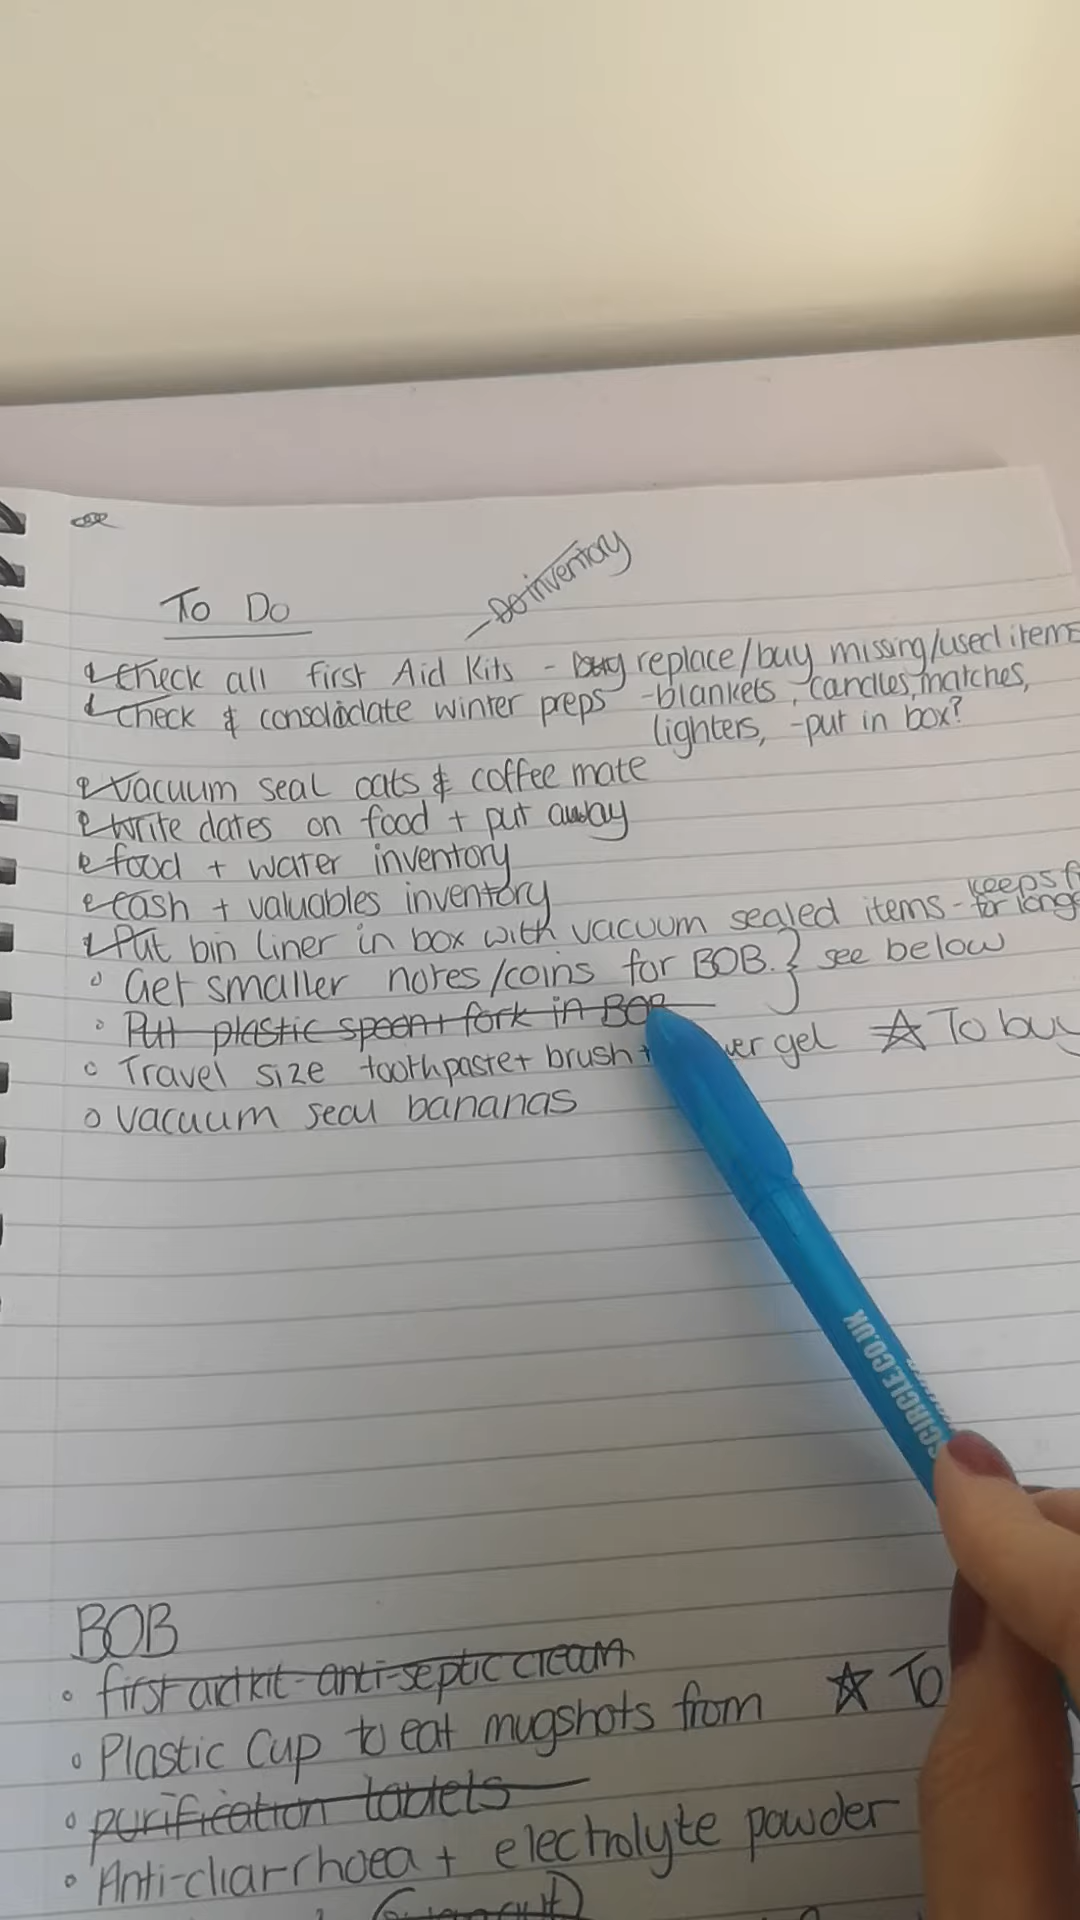 To Do
Do inventory
Check all first Aid Kits - buy replace/buy missing/used items
Check & consoldidate winter preps - blankets, candles, matches,
lighters, - put in box?
Vacuum seal oats & coffee mate
Write dates on food + put away
food + water inventory
Cash + valuables inventory
keeps f
Put bin liner in box with vacuum sealed items - for longe
Get smaller notes/coins for BOB. } see below
Put plastic spoon + fork in BOB
Travel size toothpaste + brush + wer gel ☆ To buy
Vacuum seal bananas
SCIRCLE.CO.UK
BOB
first aid kit - anti-septic cream
Plastic Cup to eat mugshots from ☆ To
purification tablets
Anti-diarrhoea + electrolyte powder